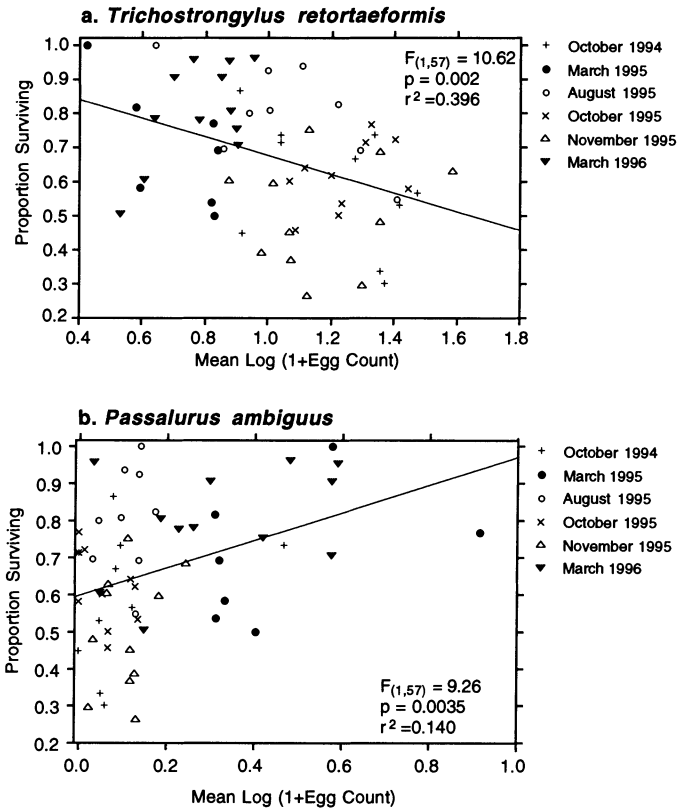 a. Trichostrongylus retortaeformis
1.0
0.9
0.8
0.7
0.6
0.5
0.4
0.3
0.2
Proportion Surviving
F(1,57) = 10.62
p = 0.002
r² =0.396
0.4 0.6 0.8 1.0 1.2 1.4 1.6 1.8
Mean Log (1+Egg Count)
October 1994
March 1995
August 1995
October 1995
November 1995
March 1996
b. Passalurus ambiguus
1.0
0.9
0.8
0.7
0.6
0.5
0.4
0.3
0.2
Proportion Surviving
F(1,57) = 9.26
p = 0.0035
r² =0.140
0.0 0.2 0.4 0.6 0.8 1.0
Mean Log (1+Egg Count)
October 1994
March 1995
August 1995
October 1995
November 1995
March 1996